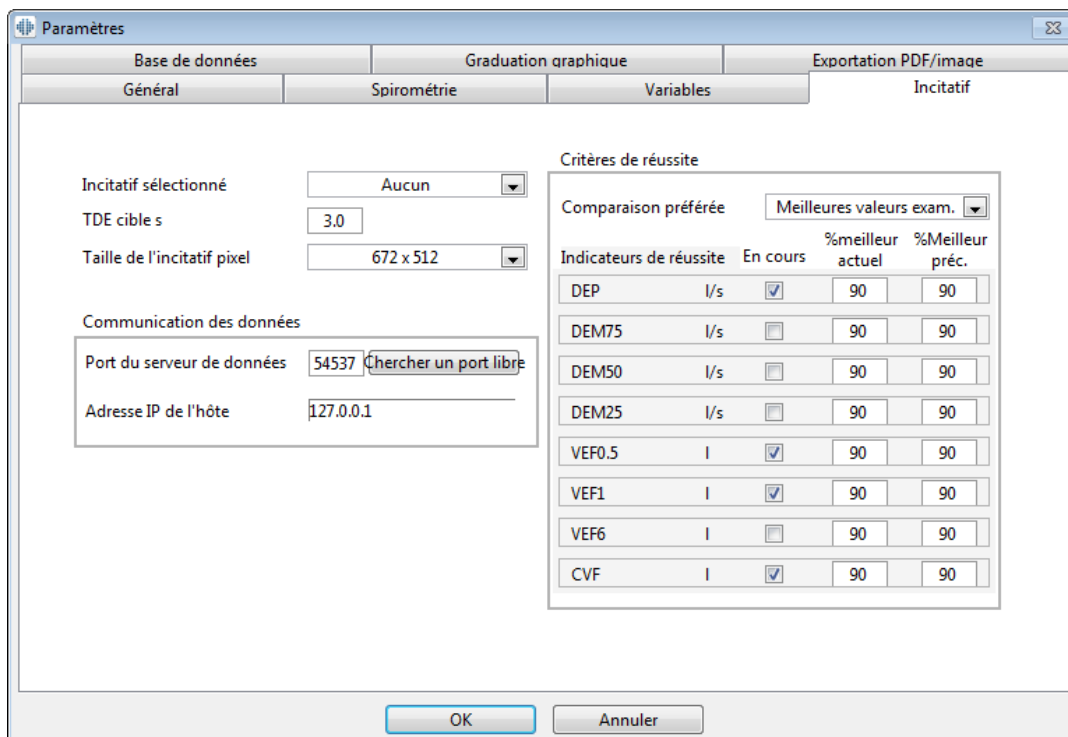 Paramètres
Base de données Graduation graphique Exportation PDF/image
Général Spirométrie Variables Incitatif
Incitatif sélectionné Aucun
TDE cible s 3.0
Taille de l'incitatif pixel 672 x 512
Communication des données
Port du serveur de données 54537 Chercher un port libre
Adresse IP de l'hôte 127.0.0.1
Critères de réussite
Comparaison préférée Meilleures valeurs exam.
Indicateurs de réussite En cours %meilleur actuel %Meilleur préc.
DEP l/s 90 90
DEM75 l/s 90 90
DEM50 l/s 90 90
DEM25 l/s 90 90
VEF0.5 l 90 90
VEF1 l 90 90
VEF6 l 90 90
CVF l 90 90
OK Annuler